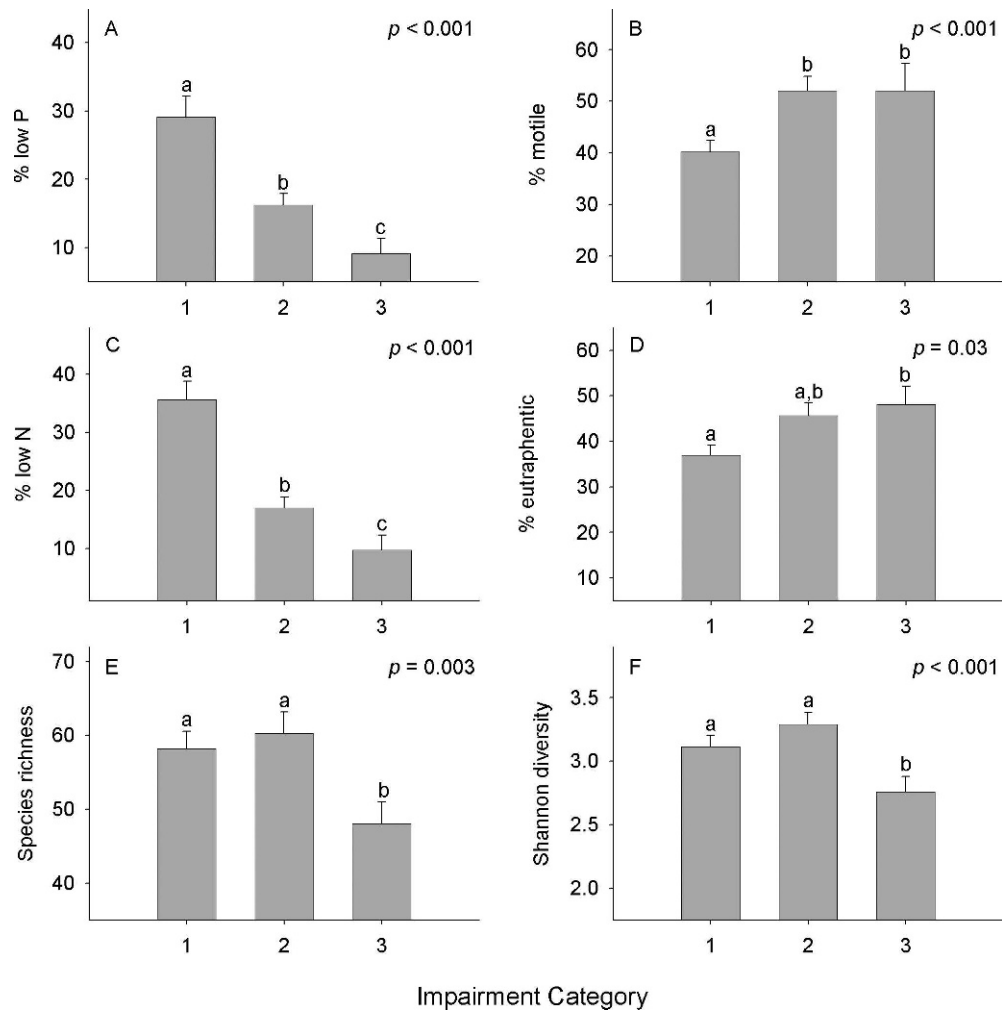 A
p < 0.001
40
30
20
10
% low P
a
b
c
1 2 3
B
p < 0.001
60
50
40
30
20
% motile
a
b
b
1 2 3
C
p < 0.001
40
30
20
10
% low N
a
b
c
1 2 3
D
p = 0.03
60
50
40
30
20
10
% eutraphentic
a
a,b
b
1 2 3
E
p = 0.003
70
60
50
40
Species richness
a
a
b
1 2 3
F
p < 0.001
3.5
3.0
2.5
2.0
Shannon diversity
a
a
b
1 2 3
Impairment Category